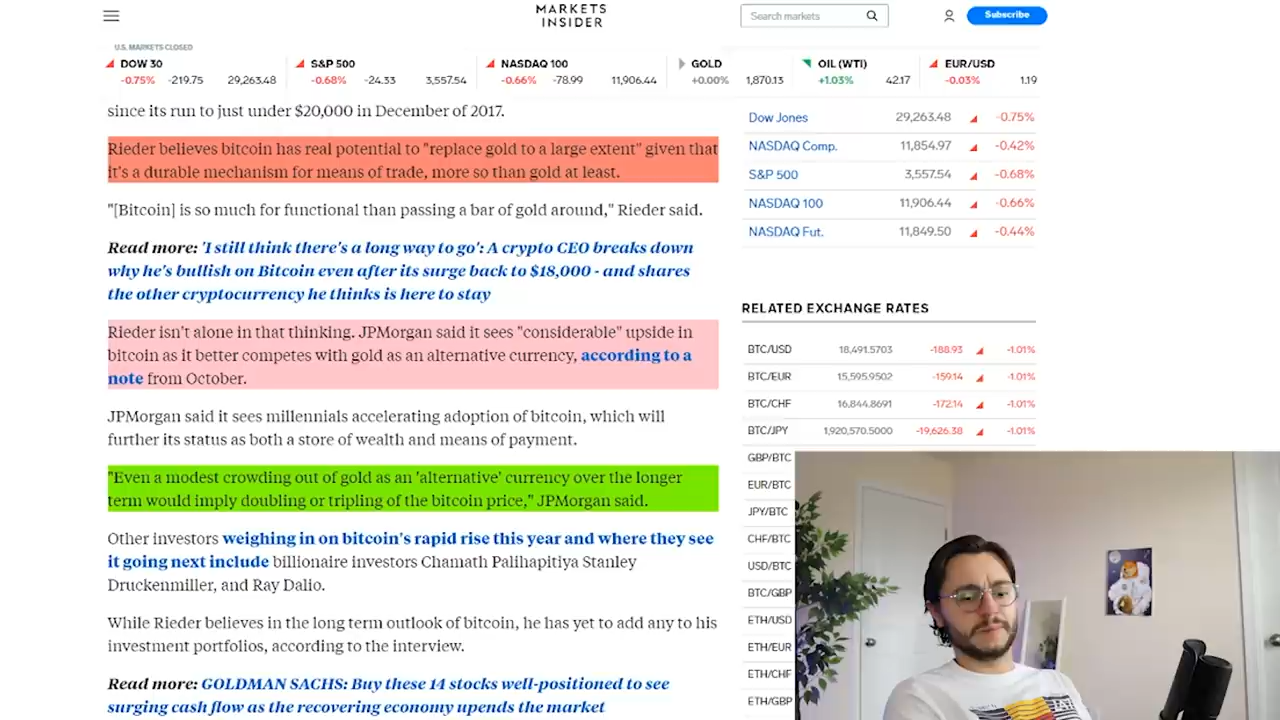 MARKETS
INSIDER
Search markets
Subscribe
U.S. MARKETS CLOSED
DOW 30
-0.75% -219.75 29,263.48
S&P 500
-0.68% -24.33 3,557.54
NASDAQ 100
-0.66% -78.99 11,906.44
GOLD
+0.00% 1,870.13
OIL (WTI)
+1.03% 42.17
EUR/USD
-0.03% 1.19
since its run to just under $20,000 in December of 2017.
Rieder believes bitcoin has real potential to "replace gold to a large extent" given that
it's a durable mechanism for means of trade, more so than gold at least.
"[Bitcoin] is so much for functional than passing a bar of gold around," Rieder said.
Read more: 'I still think there's a long way to go': A crypto CEO breaks down
why he's bullish on Bitcoin even after its surge back to $18,000 - and shares
the other cryptocurrency he thinks is here to stay
Rieder isn't alone in that thinking. JPMorgan said it sees "considerable" upside in
bitcoin as it better competes with gold as an alternative currency, according to a
note from October.
JPMorgan said it sees millennials accelerating adoption of bitcoin, which will
further its status as both a store of wealth and means of payment.
"Even a modest crowding out of gold as an 'alternative' currency over the longer
term would imply doubling or tripling of the bitcoin price," JPMorgan said.
Other investors weighing in on bitcoin's rapid rise this year and where they see
it going next include billionaire investors Chamath Palihapitiya Stanley
Druckenmiller, and Ray Dalio.
While Rieder believes in the long term outlook of bitcoin, he has yet to add any to his
investment portfolios, according to the interview.
Read more: GOLDMAN SACHS: Buy these 14 stocks well-positioned to see
surging cash flow as the recovering economy upends the market
Dow Jones 29,263.48 -0.75%
NASDAQ Comp. 11,854.97 -0.42%
S&P 500 3,557.54 -0.68%
NASDAQ 100 11,906.44 -0.66%
NASDAQ Fut. 11,849.50 -0.44%
RELATED EXCHANGE RATES
BTC/USD 18,491.5703 -188.93 -1.01%
BTC/EUR 15,595.9502 -159.14 -1.01%
BTC/CHF 16,844.8691 -172.14 -1.01%
BTC/JPY 1,920,570.5000 -19,626.38 -1.01%
GBP/BTC
EUR/BTC
JPY/BTC
CHF/BTC
USD/BTC
BTC/GBP
ETH/USD
ETH/EUR
ETH/CHF
ETH/GBP